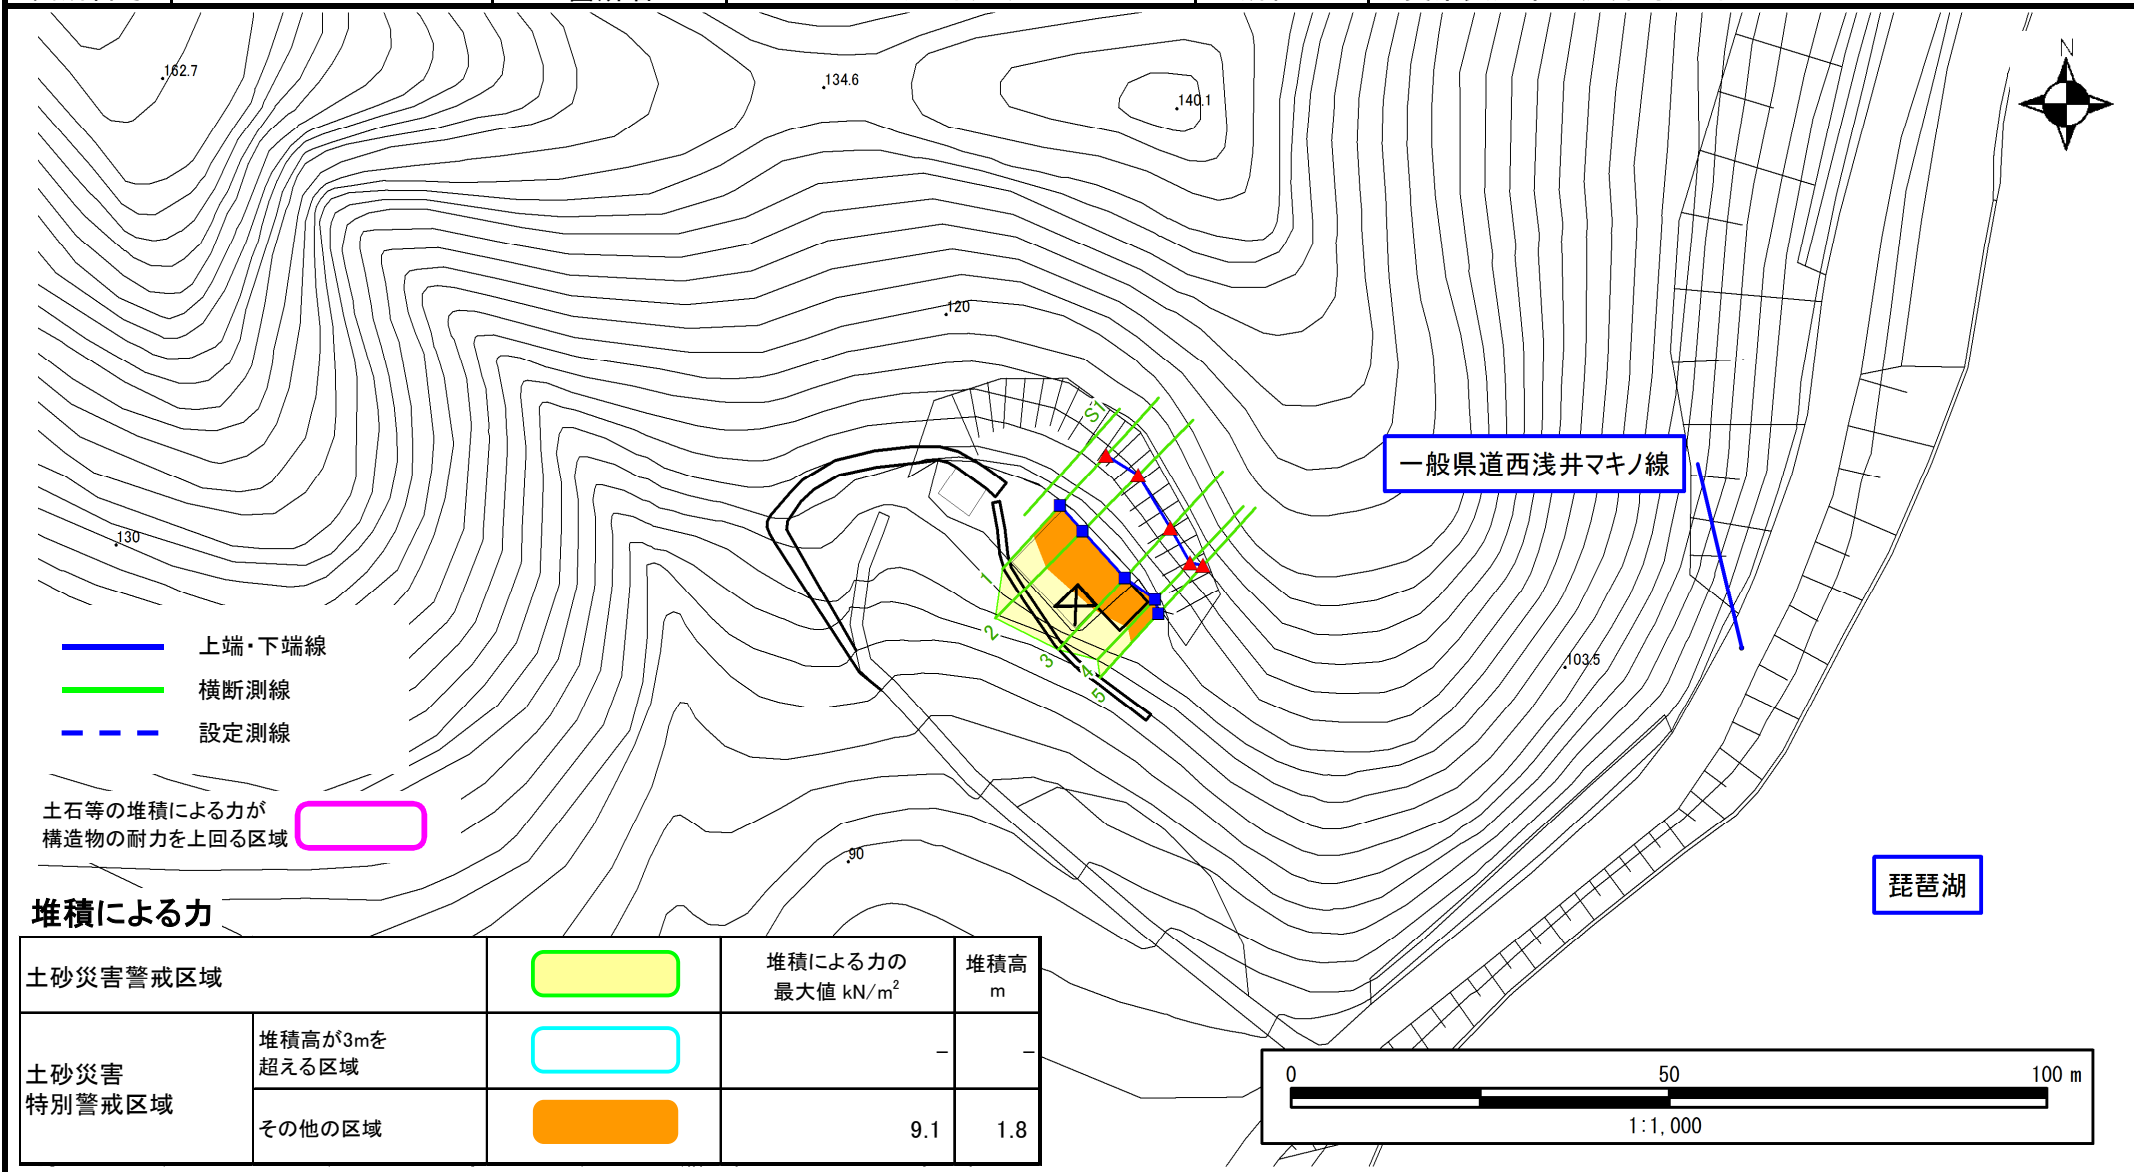 162.7
134.6
140.1
N
120
S1
一般県道西浅井マキノ線
130
1
2
3
4
5
103.5
上端・下端線
横断測線
設定測線
土石等の堆積による力が
構造物の耐力を上回る区域
90
琵琶湖
堆積による力
土砂災害警戒区域
堆積による力の
最大値 kN/m²
堆積高
m
土砂災害
特別警戒区域
堆積高が3mを
超える区域
-
-
その他の区域
9.1
1.8
0
50
100 m
1:1,000